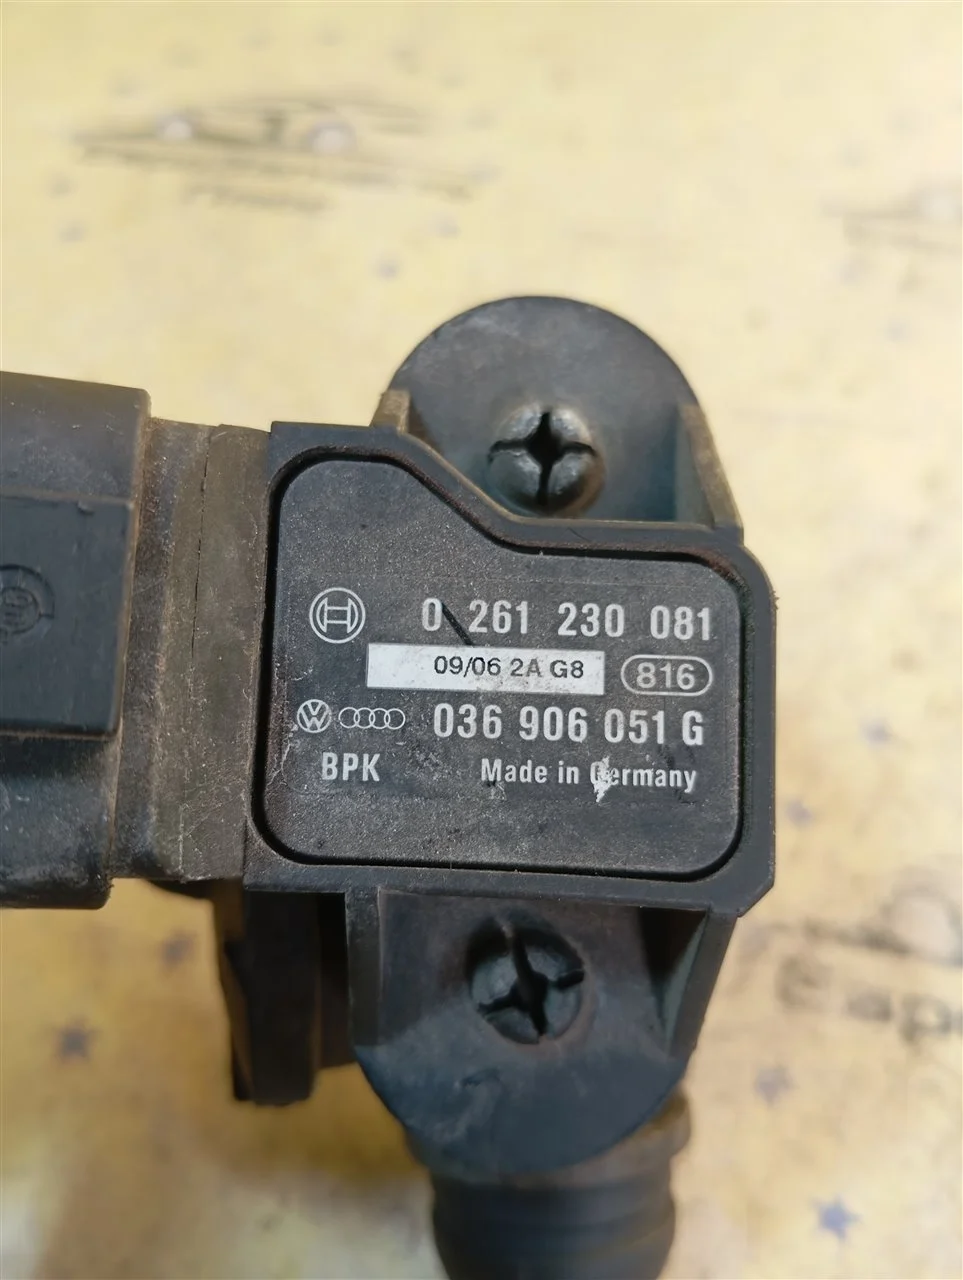 0 261 230 081
09/06 2A G8 816
036 906 051 G
BPK Made in Germany